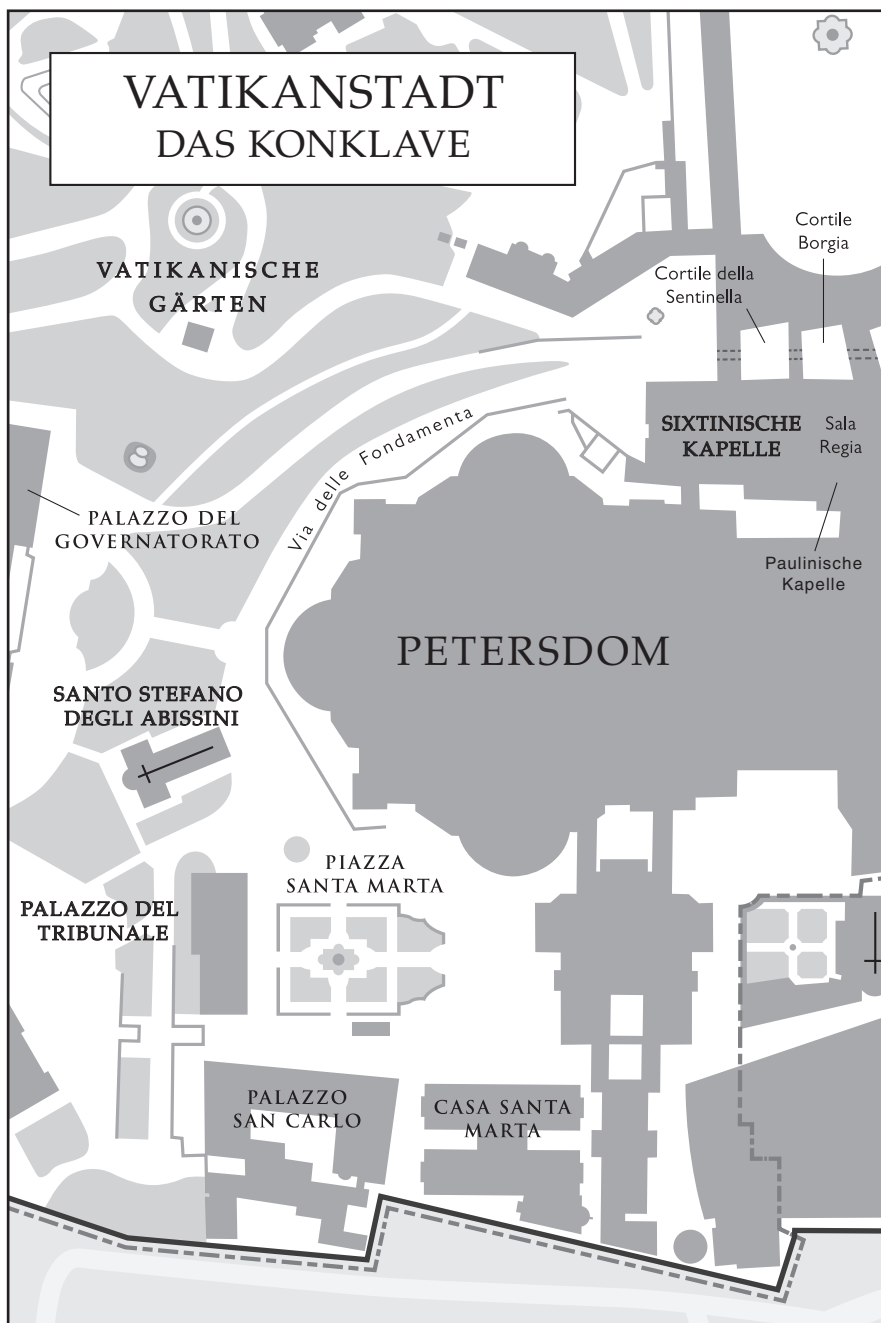 VATIKANSTADT
DAS KONKLAVE
Cortile
Borgia
VATIKANISCHE
GÄRTEN
Cortile della
Sentinella
SIXTINISCHE
KAPELLE
Sala
Regia
Via delle Fondamenta
PALAZZO DEL
GOVERNATORATO
Paulinische
Kapelle
PETERSDOM
SANTO STEFANO
DEGLI ABISSINI
PIAZZA
SANTA MARTA
PALAZZO DEL
TRIBUNALE
PALAZZO
SAN CARLO
CASA SANTA
MARTA